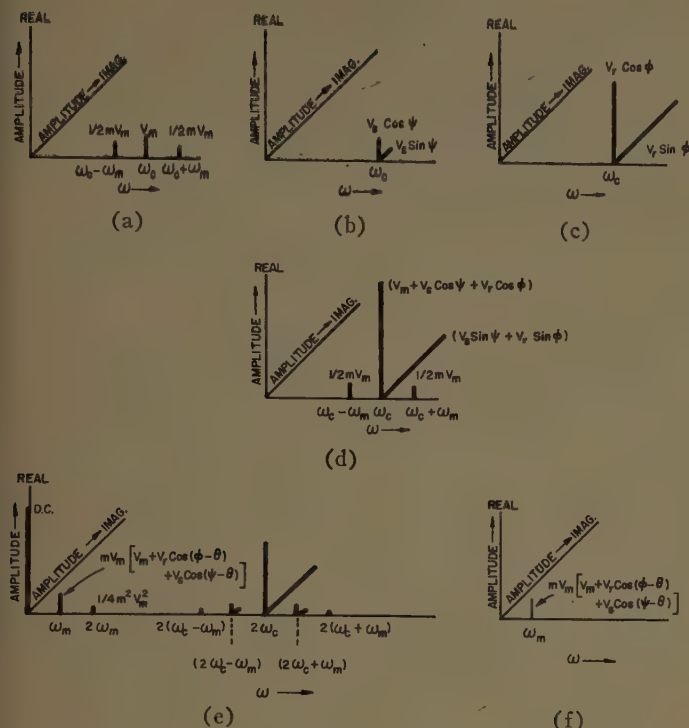 REAL
AMPLITUDE
AMPLITUDE → IMAG.
1/2 mVm Vm 1/2 mVm
ω₀-ωm ω₀ ω₀+ωm
ω
(a)
REAL
AMPLITUDE
AMPLITUDE → IMAG.
Vs Cos ψ
Vs Sin ψ
ω₀
ω
(b)
REAL
AMPLITUDE
AMPLITUDE → IMAG.
Vr Cos ϕ
Vr Sin ϕ
ωc
ω
(c)
REAL
AMPLITUDE
AMPLITUDE → IMAG.
(Vm + Vs Cos ψ + Vr Cos ϕ)
(Vs Sin ψ + Vr Sin ϕ)
1/2 mVm 1/2 mVm
ωc-ωm ωc ωc+ωm
ω
(d)
REAL
D.C.
AMPLITUDE
AMPLITUDE → IMAG.
mVm [Vm + Vr Cos(ϕ-θ)
+ Vs Cos(ψ-θ)]
1/4 m² Vm²
ωm 2ωm 2(ωc-ωm) 2ωc 2(ωc+ωm)
(2ωc-ωm) (2ωc+ωm)
ω
(e)
REAL
AMPLITUDE
AMPLITUDE → IMAG.
mVm [Vm + Vr Cos(ϕ-θ)
+ Vs Cos(ψ-θ)]
ωm
ω
(f)